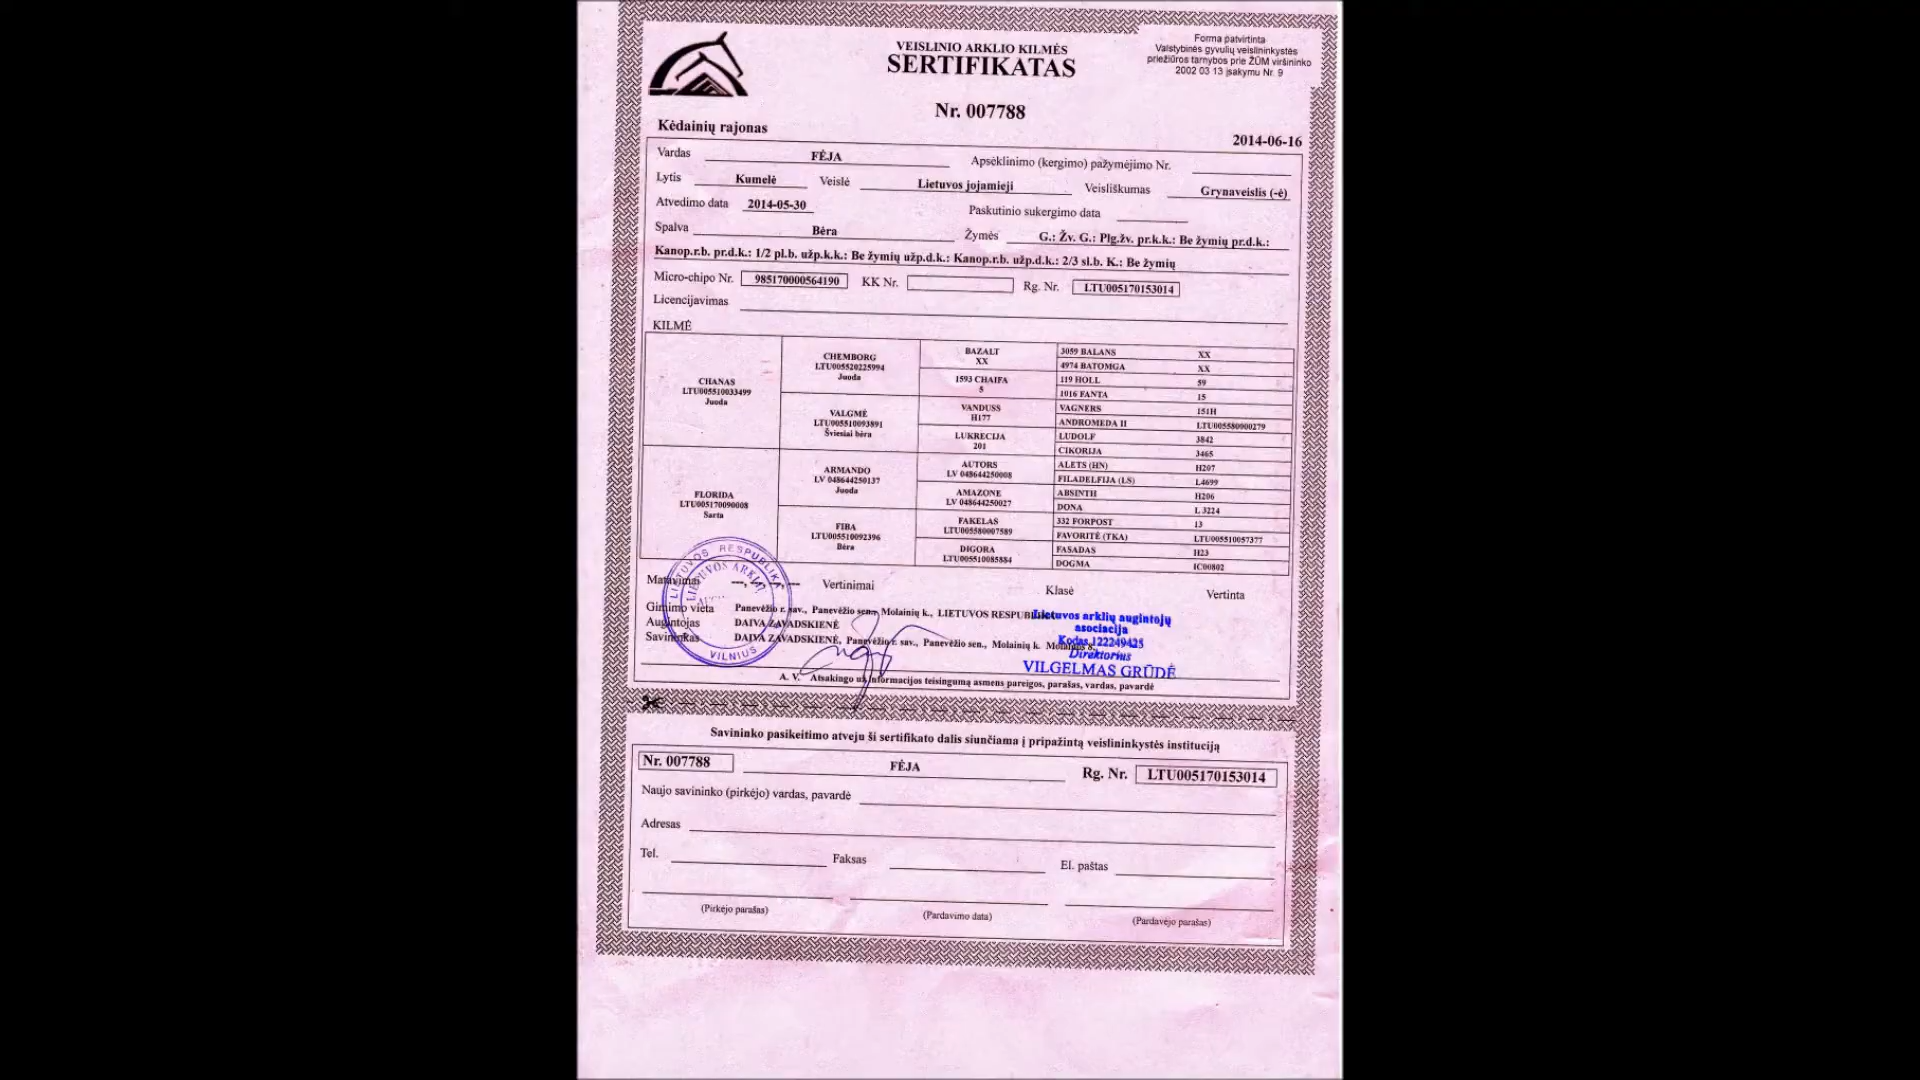 VEISLINIO ARKLIO KILMĖS
SERTIFIKATAS
Forma patvirtinta
Valstybinės gyvulių veislininkystės
priežiūros tarnybos prie ŽŪM viršininko
2002 03 13 įsakymu Nr. 9
Nr. 007788
Kėdainių rajonas
2014-06-16
Vardas FĖJA Apsėklinimo (kergimo) pažymėjimo Nr.
Lytis Kumelė Veislė Lietuvos jojamieji Veisliškumas Grynaveislis (-ė)
Atvedimo data 2014-05-30 Paskutinio sukergimo data
Spalva Bėra Žymės G.: Žv. G.: Plg.žv. pr.k.k.: Be žymių pr.d.k.:
Kanop.r.b. pr.d.k.: 1/2 pl.b. užp.k.k.: Be žymių užp.d.k.: Kanop.r.b. užp.d.k.: 2/3 sl.b. K.: Be žymių
Micro-chipo Nr. 985170000564190 KK Nr. Rg. Nr. LTU005170153014
Licencijavimas
KILMĖ
CHANAS
LTU005510033499
Juoda
FLORIDA
LTU005170090008
Sarta
CHEMBORG
LTU005520225994
Juoda
VALGMĖ
LTU005510093891
Šviesiai bėra
ARMANDO
LV 048644250137
Juoda
FIBA
LTU005510092396
Bėra
BAZALT
XX
1593 CHAIFA
5
VANDUSS
H177
LUKRECIJA
201
AUTORS
LV 048644250008
AMAZONE
LV 048644250027
FAKELAS
LTU005580007589
DIGORA
LTU005510085884
3059 BALANS XX
4974 BATOMGA XX
119 HOLL 59
1016 FANTA 15
VAGNERS 151H
ANDROMEDA II LTU005580000279
LUDOLF 3842
CIKORIJA 3465
ALETS (HN) H207
FILADELFIJA (LS) L4699
ABSINTH H206
DONA L 3224
332 FORPOST 13
FAVORITĖ (TKA) LTU005510057377
FASADAS H23
DOGMA IC00802
Matavimai Vertinimai Klasė Vertinta
Gimimo vieta Panevėžio r. sav., Panevėžio sen., Molainių k., LIETUVOS
Augintojas DAIVA ZAVADSKIENĖ
Savininkas DAIVA ZAVADSKIENĖ, Panevėžio r. sav., Panevėžio sen., Molainių k.
LIETUVOS RESPUBLIKA
VILNIUS
Lietuvos arklių augintojų
asociacija
Kodas 122249425
Direktorius
VILGELMAS GRŪDĖ
A. V. Atsakingo už informacijos teisingumą asmens pareigos, parašas, vardas, pavardė
Savininko pasikeitimo atveju ši sertifikato dalis siunčiama į pripažintą veislininkystės instituciją
Nr. 007788 FĖJA Rg. Nr. LTU005170153014
Naujo savininko (pirkėjo) vardas, pavardė
Adresas
Tel. Faksas El. paštas
(Pirkėjo parašas) (Pardavimo data) (Pardavėjo parašas)